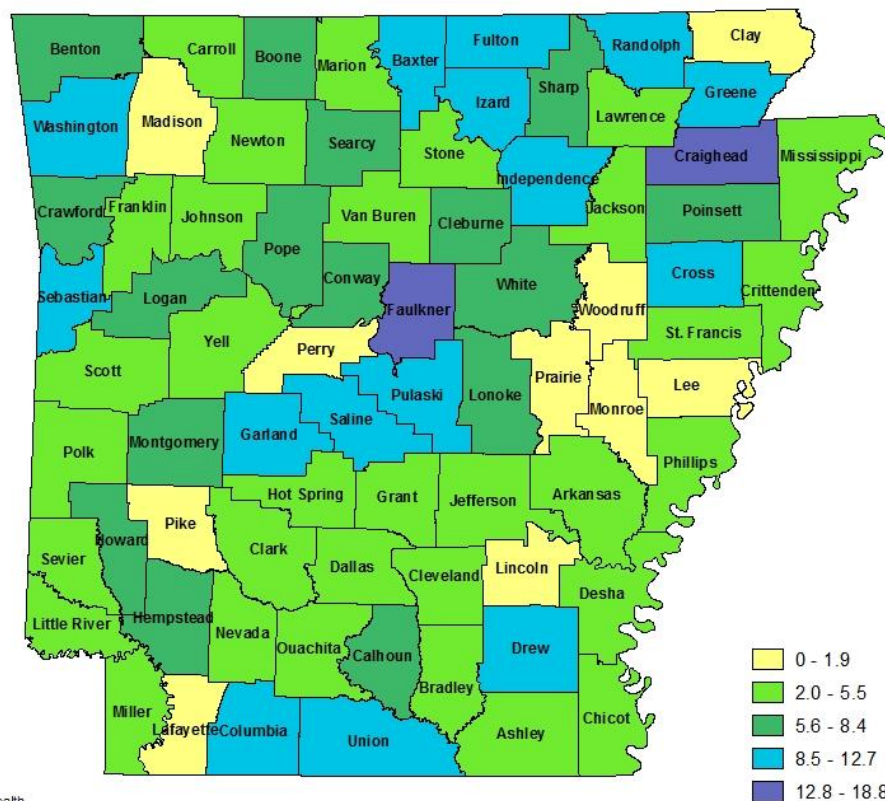 Benton
Carroll
Boone
Marion
Baxter
Fulton
Randolph
Clay
Izard
Sharp
Greene
Lawrence
Washington
Madison
Newton
Searcy
Stone
Craighead
Mississippi
Independence
Crawford
Franklin
Johnson
Van Buren
Cleburne
Jackson
Poinsett
Pope
Conway
White
Cross
Crittenden
Sebastian
Logan
Faulkner
Woodruff
St. Francis
Yell
Perry
Scott
Pulaski
Lonoke
Prairie
Lee
Monroe
Saline
Garland
Montgomery
Polk
Phillips
Hot Spring
Grant
Jefferson
Arkansas
Pike
Howard
Clark
Sevier
Dallas
Cleveland
Lincoln
Desha
Little River
Hempstead
Nevada
Ouachita
Calhoun
Drew
Bradley
Miller
Lafayette
Columbia
Union
Ashley
Chicot
0 - 1.9
2.0 - 5.5
5.6 - 8.4
8.5 - 12.7
12.8 - 18.8